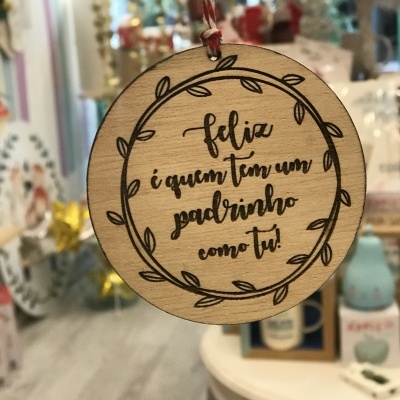 feliz
é quem tem um
padrinho
como tu!